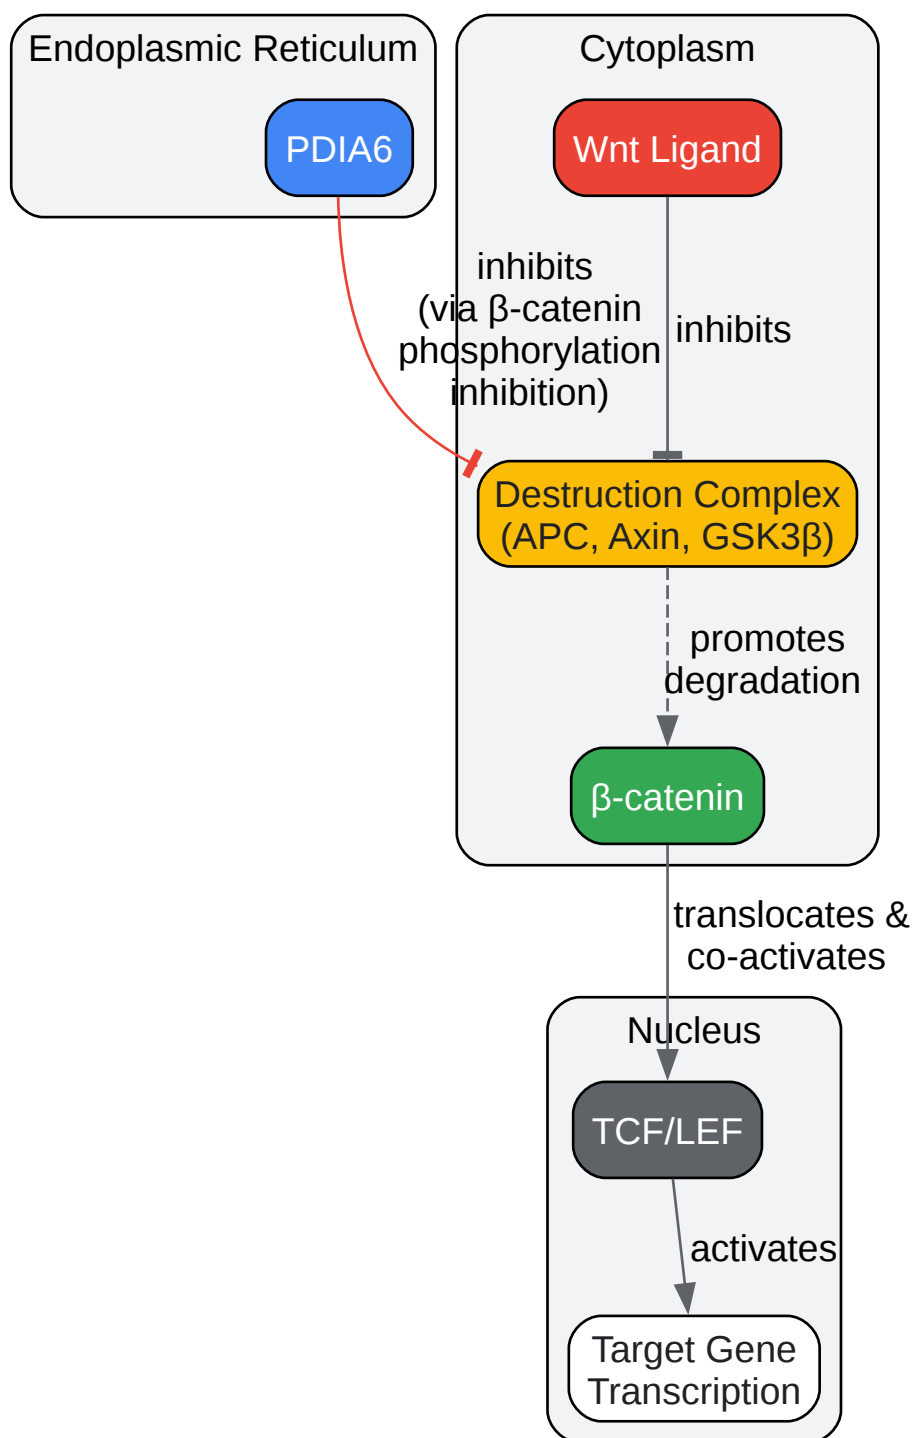 Endoplasmic Reticulum
Cytoplasm
PDIA6
Wnt Ligand
inhibits
(via β-catenin
phosphorylation
inhibition)
inhibits
Destruction Complex
(APC, Axin, GSK3β)
promotes
degradation
β-catenin
translocates &
co-activates
Nucleus
TCF/LEF
activates
Target Gene
Transcription